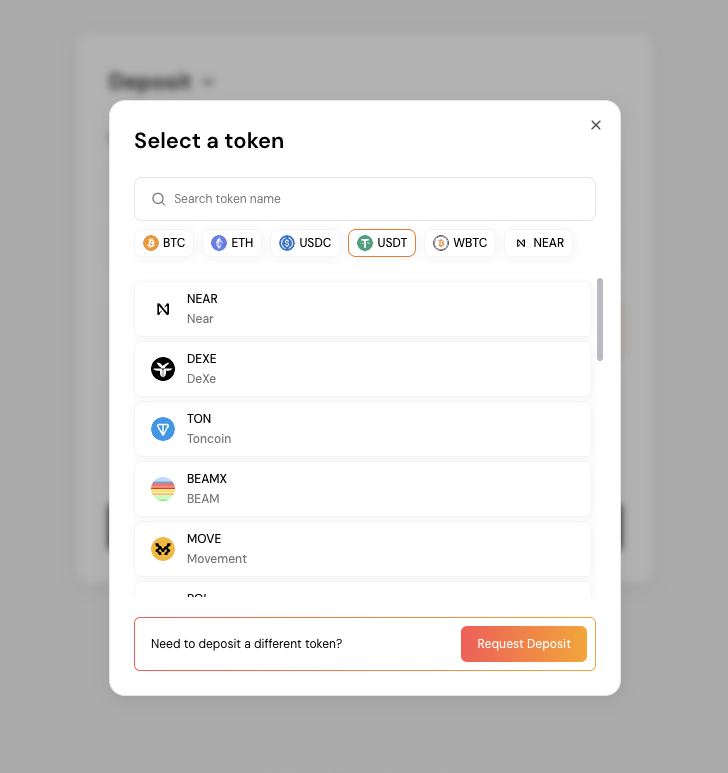 Deposit
Select a token
Search token name
BTC ETH USDC USDT WBTC NEAR
NEAR
Near
DEXE
DeXe
TON
Toncoin
BEAMX
BEAM
MOVE
Movement
Need to deposit a different token?
Request Deposit